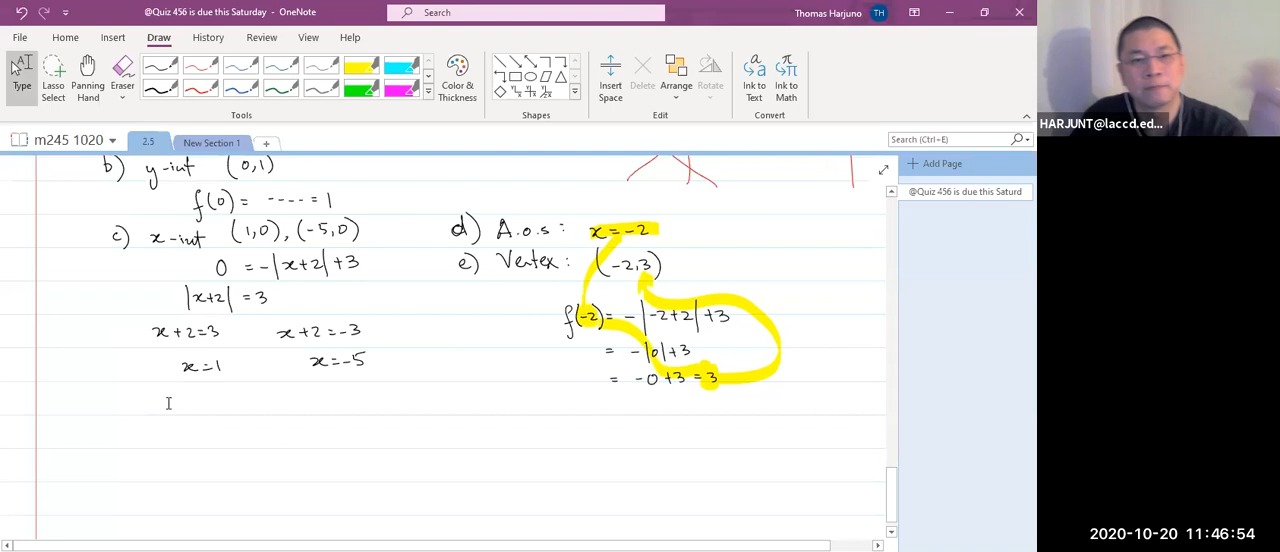 @Quiz 456 is due this Saturday - OneNote
Search
Thomas Harjuno
TH
File
Home
Insert
Draw
History
Review
View
Help
Type
Lasso Select
Panning Hand
Eraser
Color & Thickness
Insert Space
Delete
Arrange
Rotate
Ink to Text
Ink to Math
Tools
Shapes
Edit
Convert
m245 1020
2.5
New Section 1
Search (Ctrl+E)
Add Page
@Quiz 456 is due this Saturd
HARJUNT@laccd.ed...
b) y-int (0,1)
f(0) = ----- = 1
c) x-int (1,0), (-5,0)
0 = -|x+2| +3
|x+2| = 3
x+2=3 x+2=-3
x=1 x=-5
d) A.o.s : x=-2
e) Vertex : (-2,3)
f(-2) = -|-2+2| +3
= -|0|+3
= -0+3 = 3
2020-10-20 11:46:54